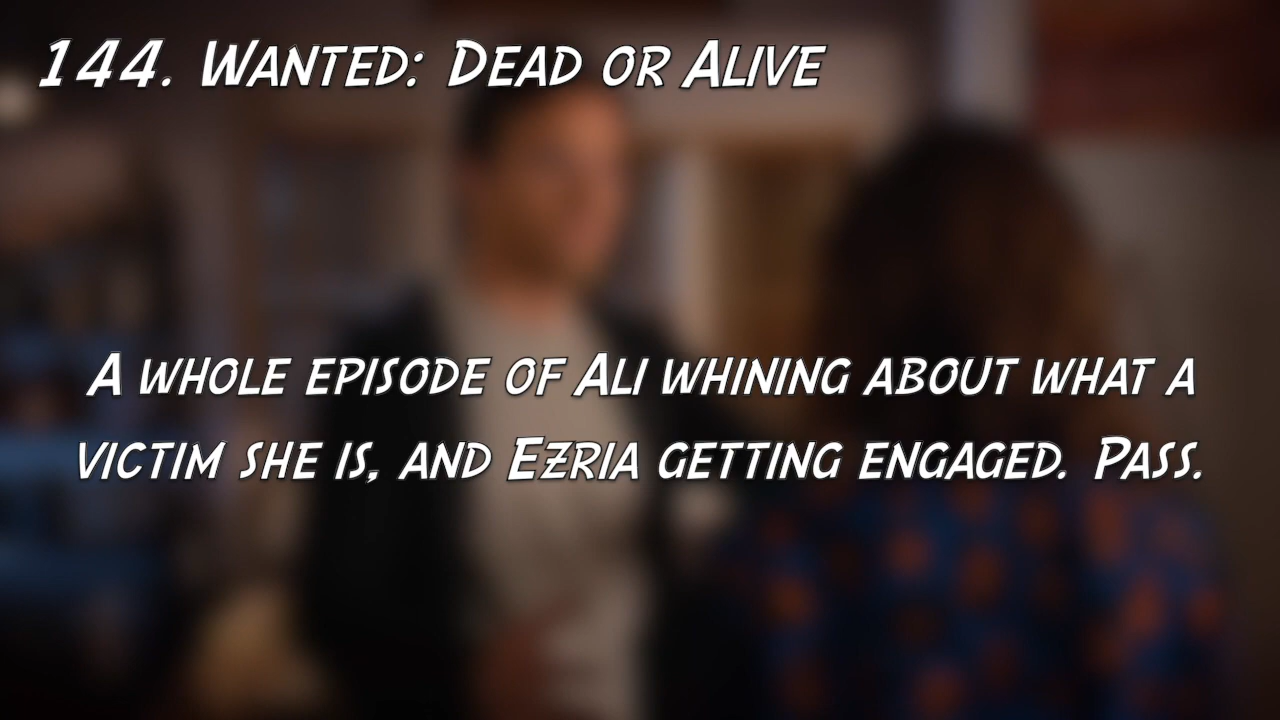 144. Wanted: Dead or Alive
A whole episode of Ali whining about what a
victim she is, and Ezria getting engaged. Pass.